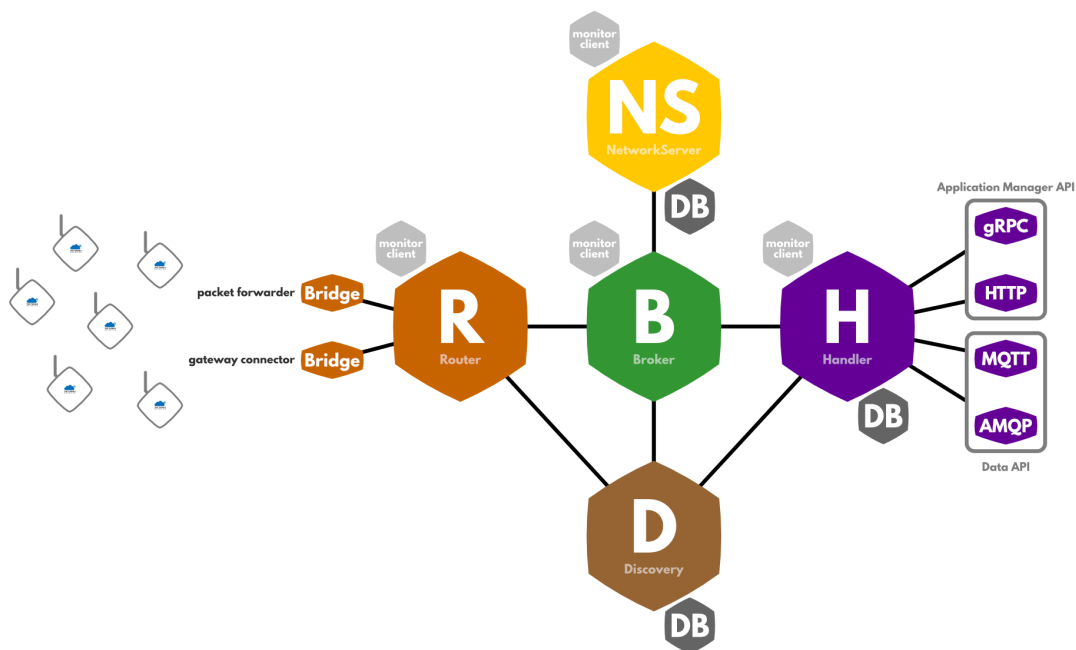 monitor
client
NS
NetworkServer
DB
Application Manager API
gRPC
HTTP
monitor
client
monitor
client
monitor
client
packet forwarder
Bridge
gateway connector
Bridge
R
Router
B
Broker
H
Handler
DB
MQTT
AMQP
Data API
D
Discovery
DB